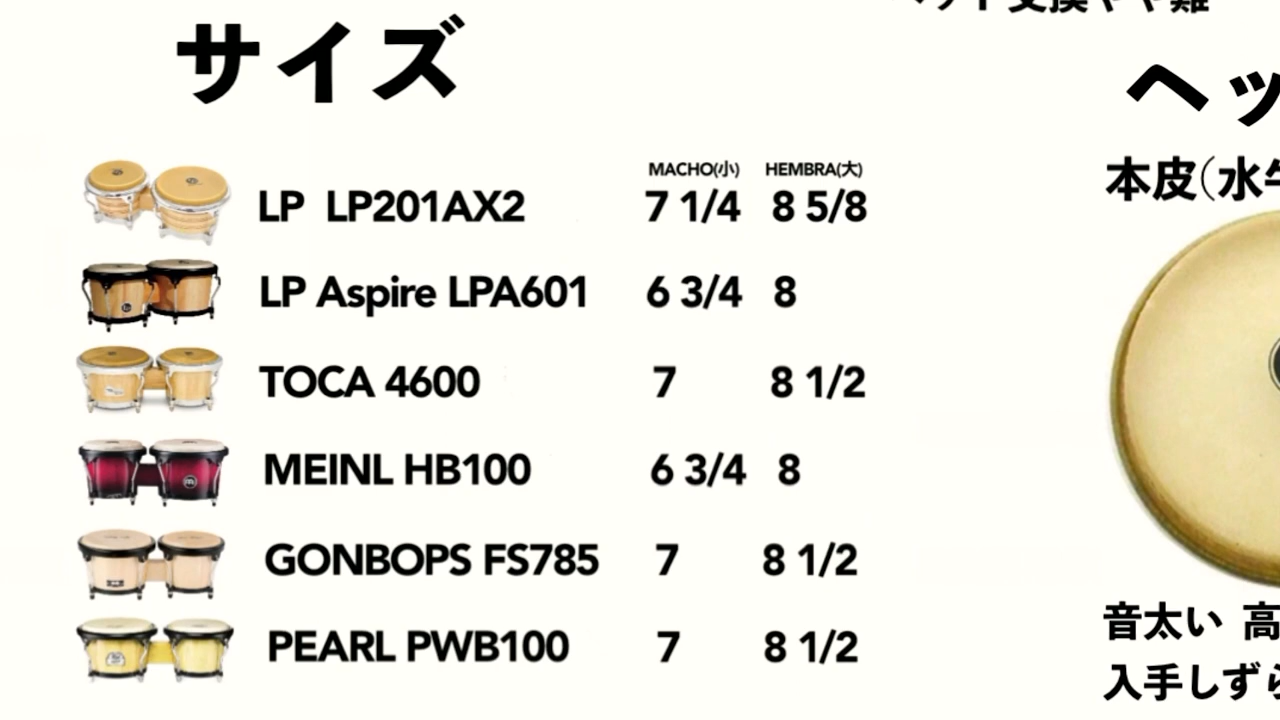 サイズ
MACHO(小) HEMBRA(大)
LP LP201AX2 7 1/4 8 5/8
LP Aspire LPA601 6 3/4 8
TOCA 4600 7 8 1/2
MEINL HB100 6 3/4 8
GONBOPS FS785 7 8 1/2
PEARL PWB100 7 8 1/2
ヘッ
本皮(水牛
音太い 高
入手しずら